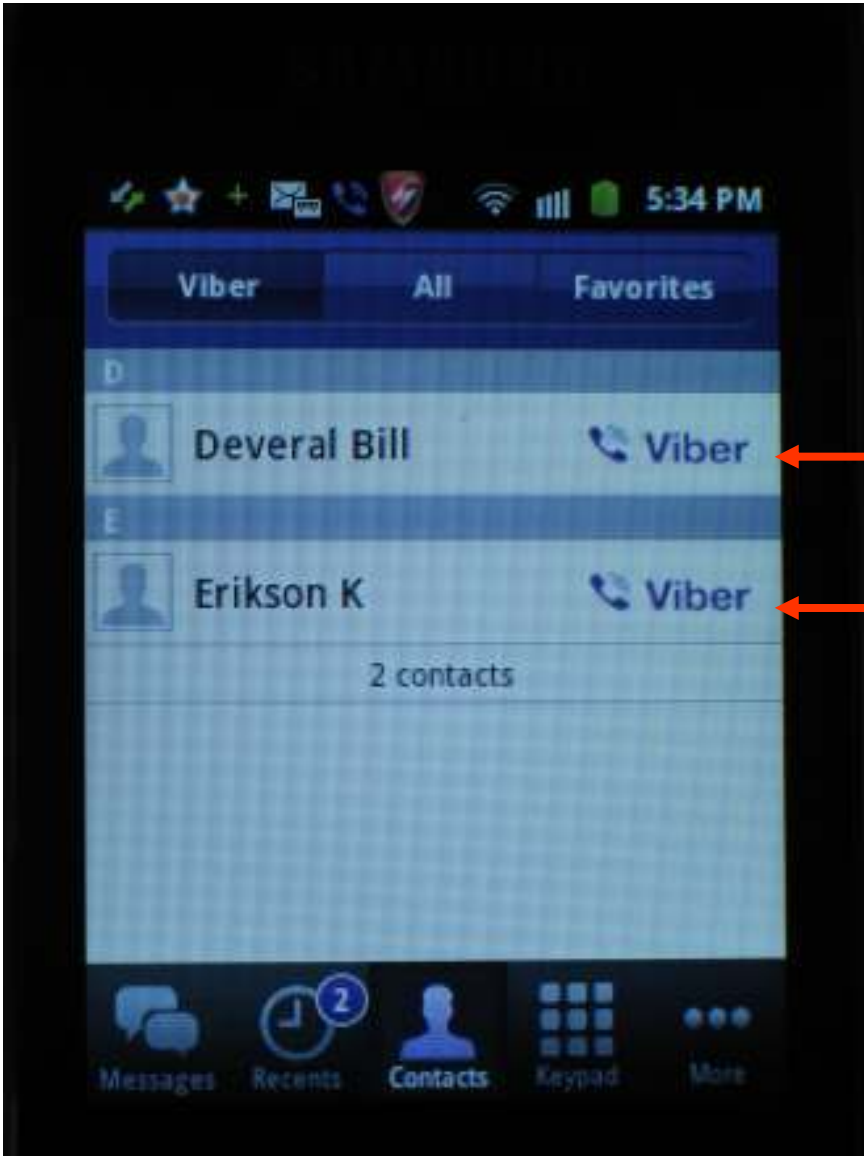 5:34 PM
Viber All Favorites
D
Deveral Bill Viber
E
Erikson K Viber
2 contacts
2
Messages Recents Contacts Keypad More